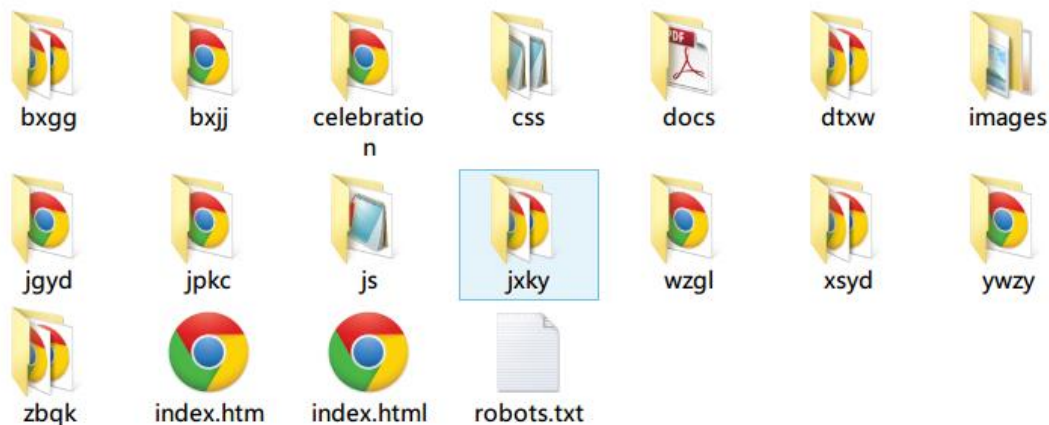 bxgg bxjj celebratio css docs dtxw images
n
PDF
jgyd jpkc js jxky wzgl xsyd ywzy
zbqk index.htm index.html robots.txt